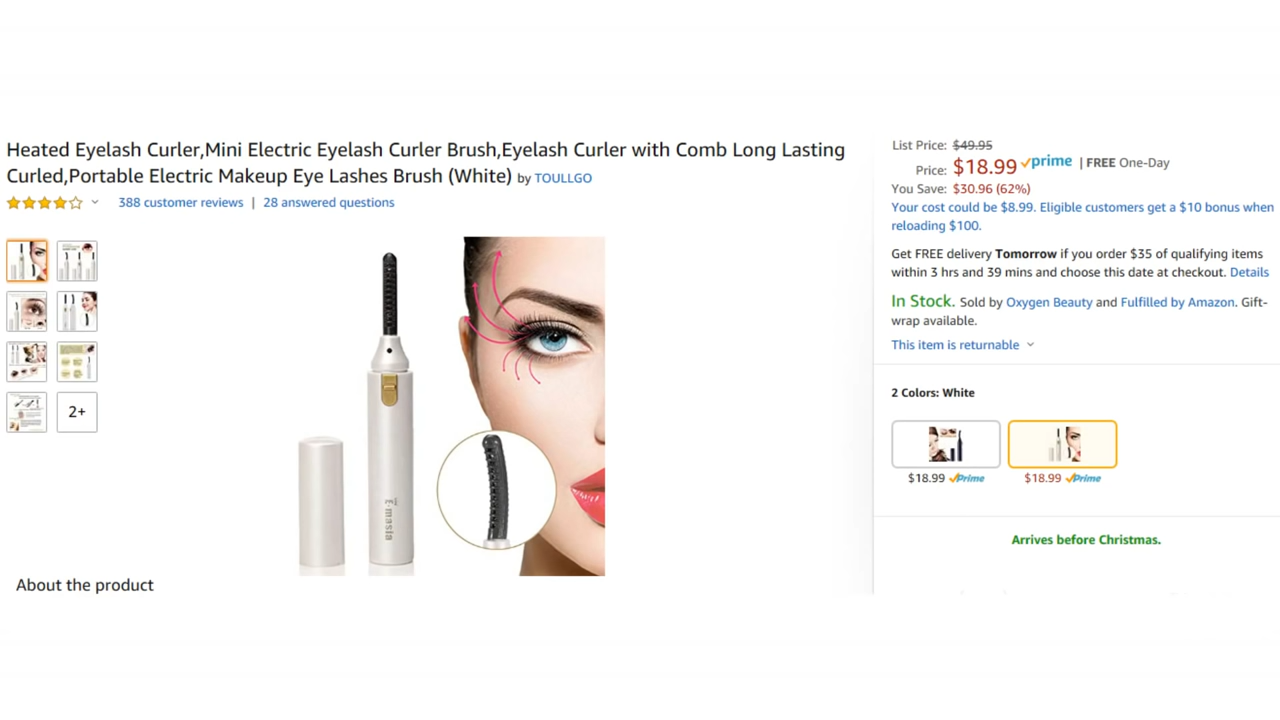 Heated Eyelash Curler,Mini Electric Eyelash Curler Brush,Eyelash Curler with Comb Long Lasting
Curled,Portable Electric Makeup Eye Lashes Brush (White) by TOULLGO
388 customer reviews | 28 answered questions
2+
E-masia
About the product
List Price: $49.95
Price: $18.99 prime | FREE One-Day
You Save: $30.96 (62%)
Your cost could be $8.99. Eligible customers get a $10 bonus when
reloading $100.
Get FREE delivery Tomorrow if you order $35 of qualifying items
within 3 hrs and 39 mins and choose this date at checkout. Details
In Stock. Sold by Oxygen Beauty and Fulfilled by Amazon. Gift-
wrap available.
This item is returnable
2 Colors: White
$18.99 Prime
$18.99 Prime
Arrives before Christmas.